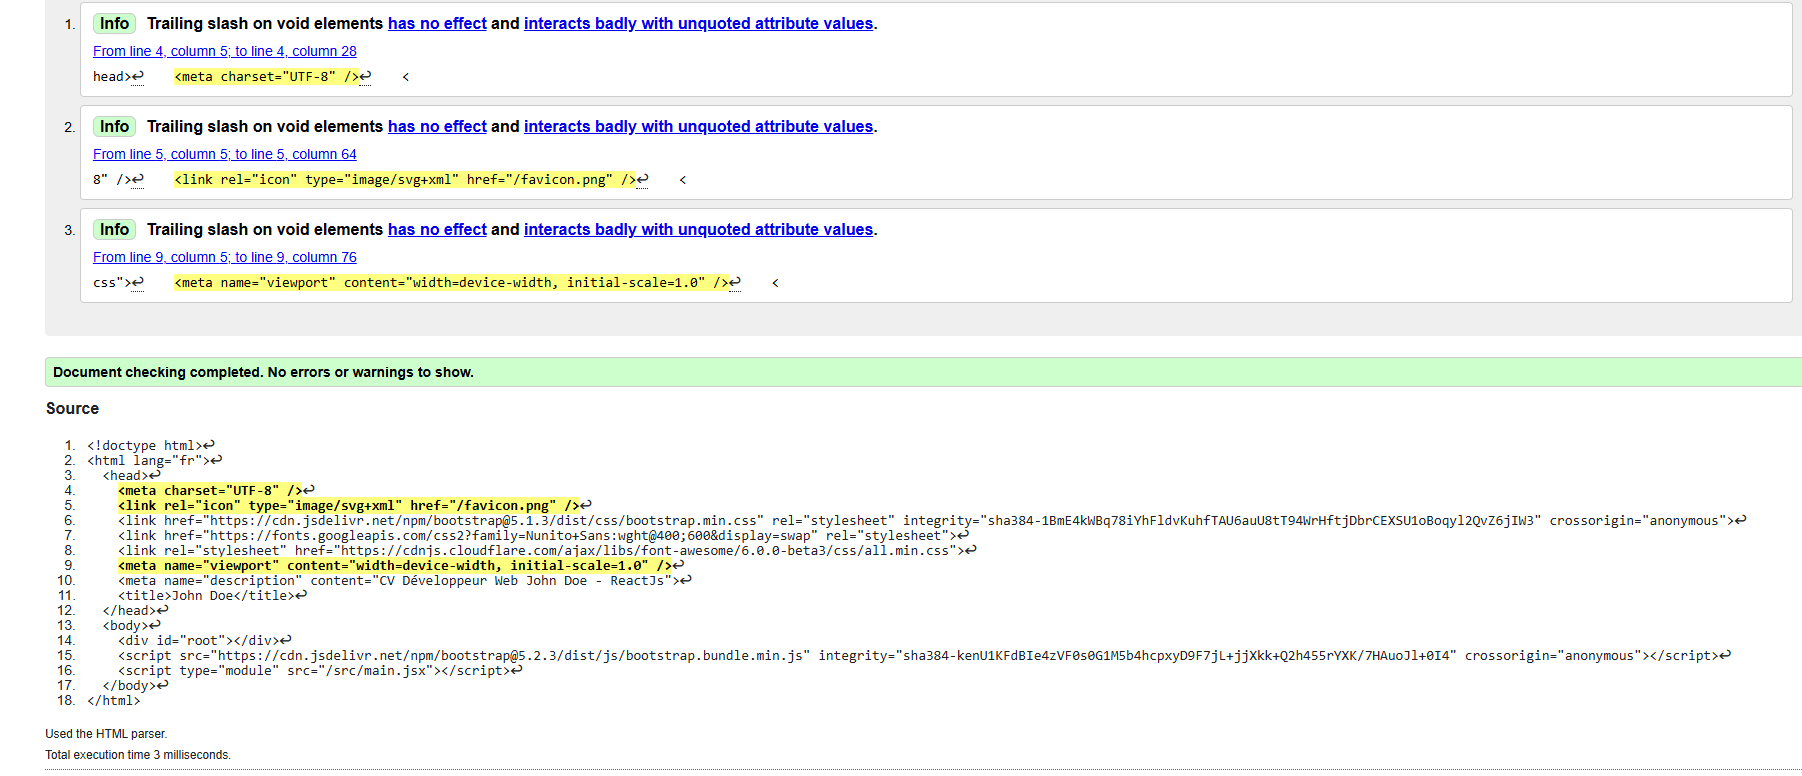 1. Info Trailing slash on void elements has no effect and interacts badly with unquoted attribute values.
From line 4, column 5; to line 4, column 28
head>↩    <meta charset="UTF-8" />↩    <
2. Info Trailing slash on void elements has no effect and interacts badly with unquoted attribute values.
From line 5, column 5; to line 5, column 64
8" />↩    <link rel="icon" type="image/svg+xml" href="/favicon.png" />↩    <
3. Info Trailing slash on void elements has no effect and interacts badly with unquoted attribute values.
From line 9, column 5; to line 9, column 76
css">↩    <meta name="viewport" content="width=device-width, initial-scale=1.0" />↩    <
Document checking completed. No errors or warnings to show.
Source
1. <!doctype html>↩
2. <html lang="fr">↩
3.   <head>↩
4.     <meta charset="UTF-8" />↩
5.     <link rel="icon" type="image/svg+xml" href="/favicon.png" />↩
6.     <link href="https://cdn.jsdelivr.net/npm/bootstrap@5.1.3/dist/css/bootstrap.min.css" rel="stylesheet" integrity="sha384-1BmE4kWBq78iYhFldvKuhfTAU6auU8tT94WrHftjDbrCEXSU1oBoqyl2QvZ6jIW3" crossorigin="anonymous">↩
7.     <link href="https://fonts.googleapis.com/css2?family=Nunito+Sans:wght@400;600&display=swap" rel="stylesheet">↩
8.     <link rel="stylesheet" href="https://cdnjs.cloudflare.com/ajax/libs/font-awesome/6.0.0-beta3/css/all.min.css">↩
9.     <meta name="viewport" content="width=device-width, initial-scale=1.0" />↩
10.     <meta name="description" content="CV Développeur Web John Doe - ReactJs">↩
11.     <title>John Doe</title>↩
12.   </head>↩
13.   <body>↩
14.     <div id="root"></div>↩
15.     <script src="https://cdn.jsdelivr.net/npm/bootstrap@5.2.3/dist/js/bootstrap.bundle.min.js" integrity="sha384-kenU1KFdBIe4zVF0s0G1M5b4hcpxyD9F7jL+jjXkk+Q2h455rYXK/7HAuoJl+0I4" crossorigin="anonymous"></script>↩
16.     <script type="module" src="/src/main.jsx"></script>↩
17.   </body>↩
18. </html>
Used the HTML parser.
Total execution time 3 milliseconds.